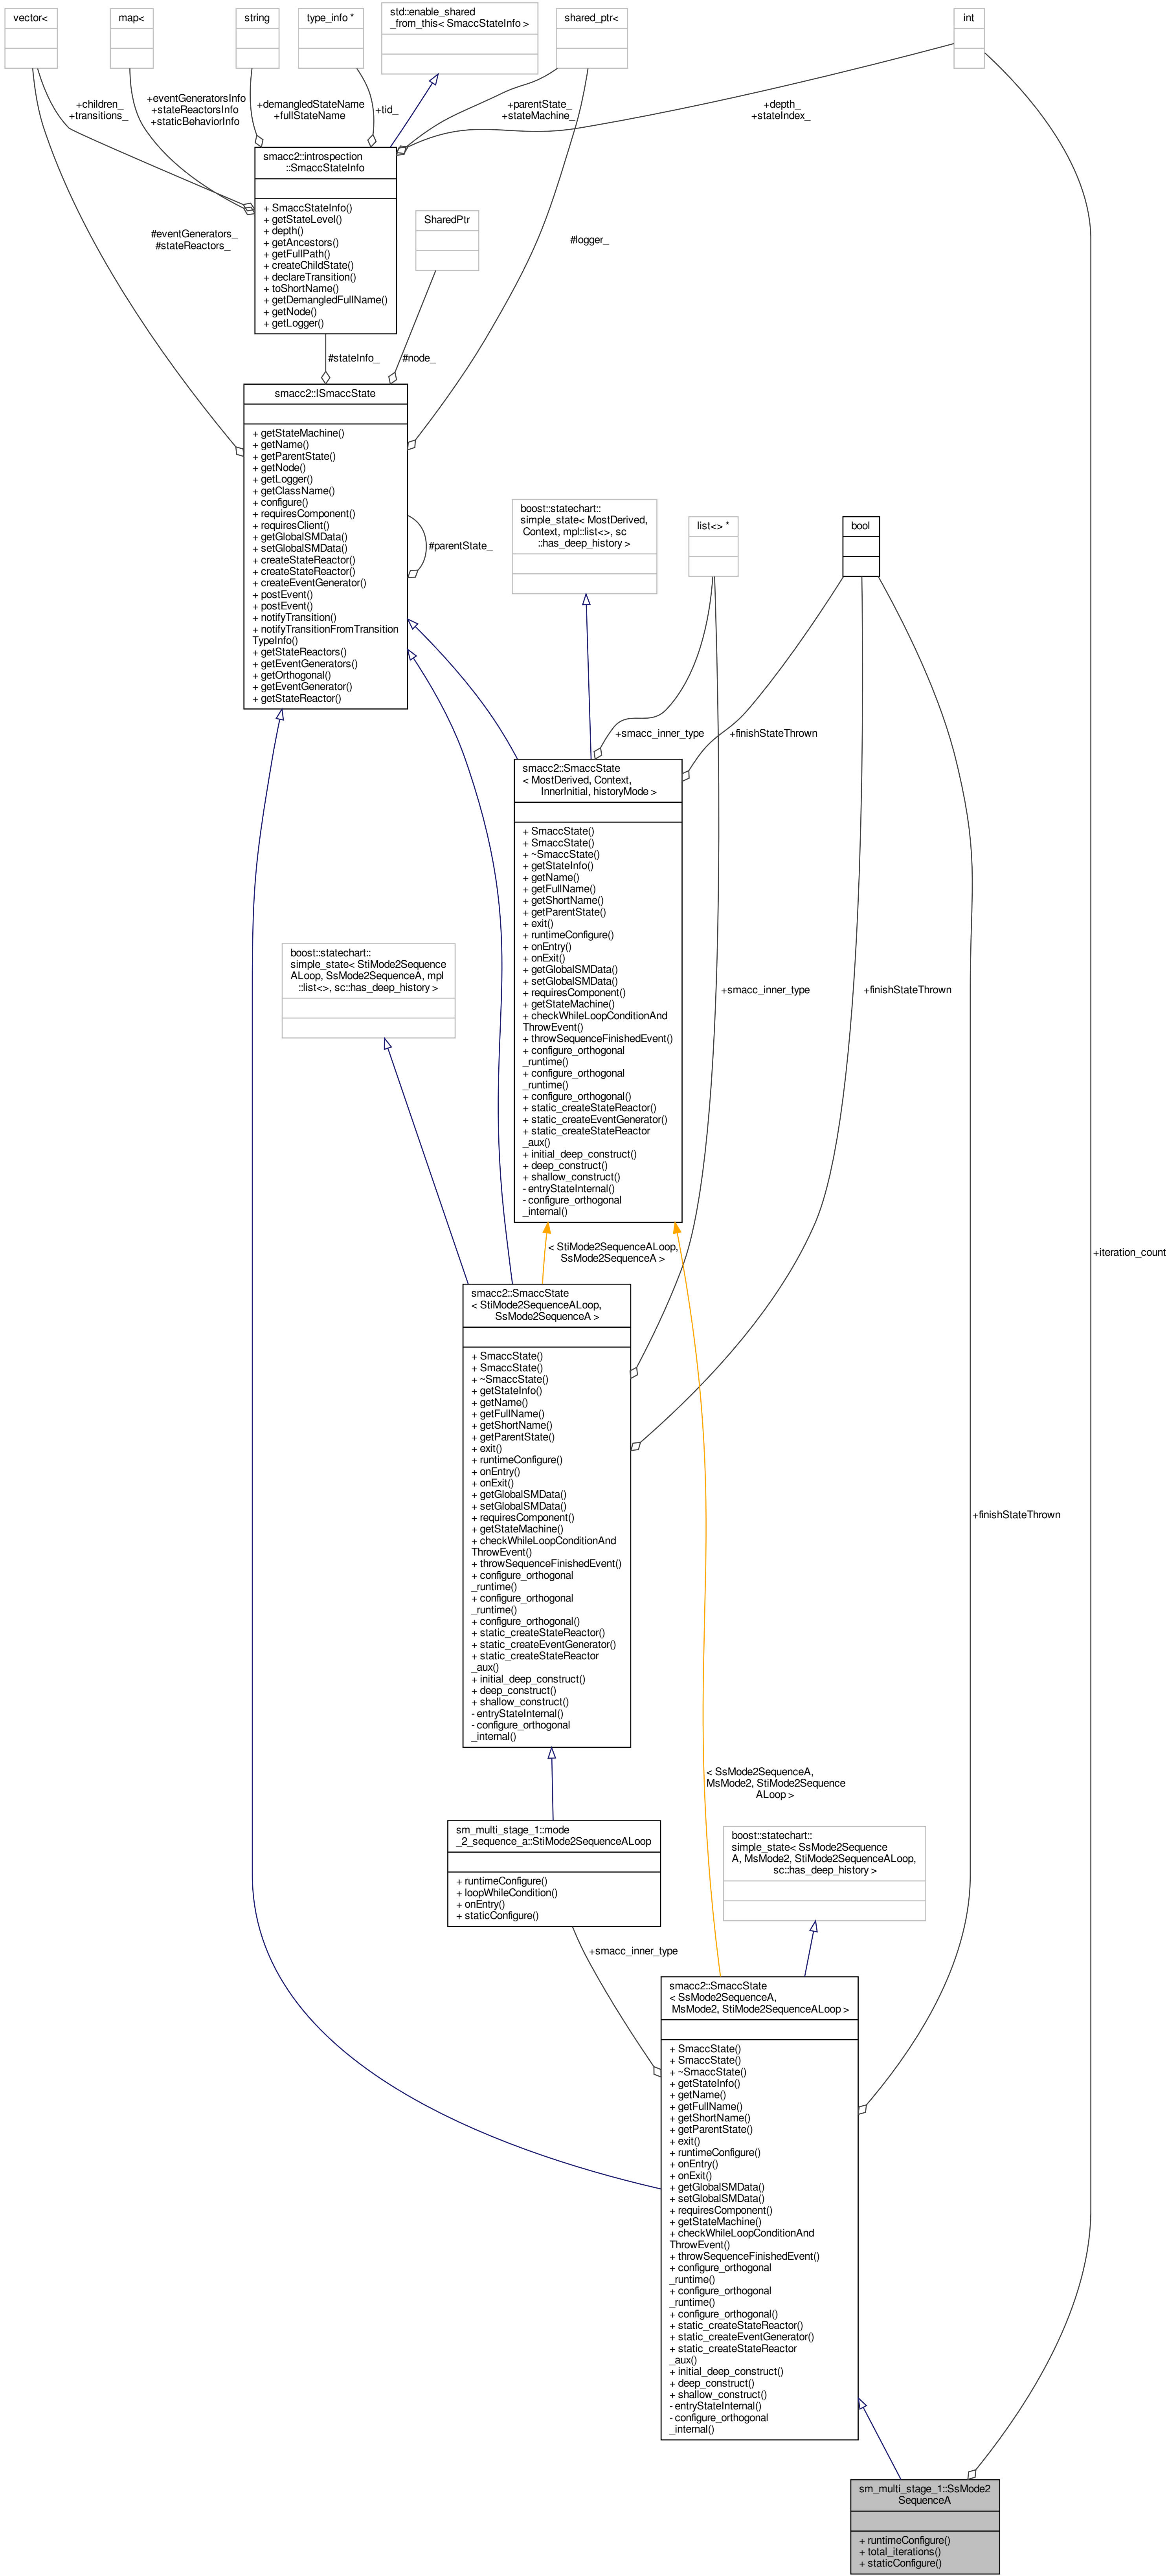 vector<
map<
string
type_info *
std::enable_shared
_from_this< SmaccStateInfo >
shared_ptr<
int
+children_
+transitions_
+eventGeneratorsInfo
+stateReactorsInfo
+staticBehaviorInfo
+demangledStateName
+fullStateName
+tid_
+parentState_
+stateMachine_
+depth_
+stateIndex_
smacc2::introspection
::SmaccStateInfo
+ SmaccStateInfo()
+ getStateLevel()
+ depth()
+ getAncestors()
+ getFullPath()
+ createChildState()
+ declareTransition()
+ toShortName()
+ getDemangledFullName()
+ getNode()
+ getLogger()
SharedPtr
#eventGenerators_
#stateReactors_
#logger_
#stateInfo_
#node_
smacc2::ISmaccState
+ getStateMachine()
+ getName()
+ getParentState()
+ getNode()
+ getLogger()
+ getClassName()
+ configure()
+ requiresComponent()
+ requiresClient()
+ getGlobalSMData()
+ setGlobalSMData()
+ createStateReactor()
+ createStateReactor()
+ createEventGenerator()
+ postEvent()
+ postEvent()
+ notifyTransition()
+ notifyTransitionFromTransition
TypeInfo()
+ getStateReactors()
+ getEventGenerators()
+ getOrthogonal()
+ getEventGenerator()
+ getStateReactor()
#parentState_
boost::statechart::
simple_state< MostDerived,
Context, mpl::list<>, sc
::has_deep_history >
list<> *
bool
+smacc_inner_type
+finishStateThrown
smacc2::SmaccState
< MostDerived, Context,
InnerInitial, historyMode >
+ SmaccState()
+ SmaccState()
+ ~SmaccState()
+ getStateInfo()
+ getName()
+ getFullName()
+ getShortName()
+ getParentState()
+ exit()
+ runtimeConfigure()
+ onEntry()
+ onExit()
+ getGlobalSMData()
+ setGlobalSMData()
+ requiresComponent()
+ getStateMachine()
+ checkWhileLoopConditionAnd
ThrowEvent()
+ throwSequenceFinishedEvent()
+ configure_orthogonal
_runtime()
+ configure_orthogonal
_runtime()
+ configure_orthogonal()
+ static_createStateReactor()
+ static_createEventGenerator()
+ static_createStateReactor
_aux()
+ initial_deep_construct()
+ deep_construct()
+ shallow_construct()
- entryStateInternal()
- configure_orthogonal
_internal()
boost::statechart::
simple_state< StiMode2Sequence
ALoop, SsMode2SequenceA, mpl
::list<>, sc::has_deep_history >
+smacc_inner_type
+finishStateThrown
< StiMode2SequenceALoop,
SsMode2SequenceA >
+iteration_count
smacc2::SmaccState
< StiMode2SequenceALoop,
SsMode2SequenceA >
+ SmaccState()
+ SmaccState()
+ ~SmaccState()
+ getStateInfo()
+ getName()
+ getFullName()
+ getShortName()
+ getParentState()
+ exit()
+ runtimeConfigure()
+ onEntry()
+ onExit()
+ getGlobalSMData()
+ setGlobalSMData()
+ requiresComponent()
+ getStateMachine()
+ checkWhileLoopConditionAnd
ThrowEvent()
+ throwSequenceFinishedEvent()
+ configure_orthogonal
_runtime()
+ configure_orthogonal
_runtime()
+ configure_orthogonal()
+ static_createStateReactor()
+ static_createEventGenerator()
+ static_createStateReactor
_aux()
+ initial_deep_construct()
+ deep_construct()
+ shallow_construct()
- entryStateInternal()
- configure_orthogonal
_internal()
+finishStateThrown
< SsMode2SequenceA,
MsMode2, StiMode2Sequence
ALoop >
sm_multi_stage_1::mode
_2_sequence_a::StiMode2SequenceALoop
+ runtimeConfigure()
+ loopWhileCondition()
+ onEntry()
+ staticConfigure()
boost::statechart::
simple_state< SsMode2Sequence
A, MsMode2, StiMode2SequenceALoop,
sc::has_deep_history >
+smacc_inner_type
smacc2::SmaccState
< SsMode2SequenceA,
MsMode2, StiMode2SequenceALoop >
+ SmaccState()
+ SmaccState()
+ ~SmaccState()
+ getStateInfo()
+ getName()
+ getFullName()
+ getShortName()
+ getParentState()
+ exit()
+ runtimeConfigure()
+ onEntry()
+ onExit()
+ getGlobalSMData()
+ setGlobalSMData()
+ requiresComponent()
+ getStateMachine()
+ checkWhileLoopConditionAnd
ThrowEvent()
+ throwSequenceFinishedEvent()
+ configure_orthogonal
_runtime()
+ configure_orthogonal
_runtime()
+ configure_orthogonal()
+ static_createStateReactor()
+ static_createEventGenerator()
+ static_createStateReactor
_aux()
+ initial_deep_construct()
+ deep_construct()
+ shallow_construct()
- entryStateInternal()
- configure_orthogonal
_internal()
sm_multi_stage_1::SsMode2
SequenceA
+ runtimeConfigure()
+ total_iterations()
+ staticConfigure()